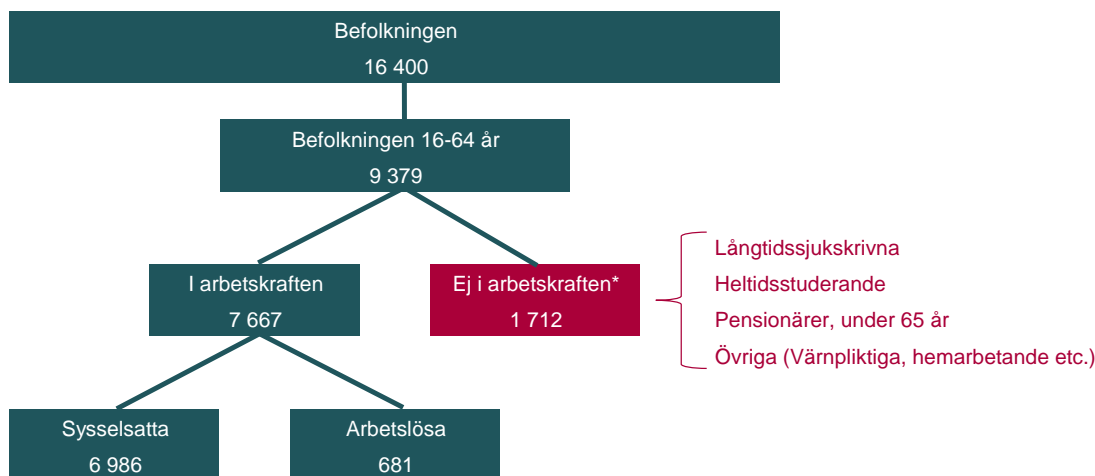 Befolkningen
16 400
Befolkningen 16-64 år
9 379
I arbetskraften
7 667
Ej i arbetskraften*
1 712
Långtidssjukskrivna
Heltidsstuderande
Pensionärer, under 65 år
Övriga (Värnpliktiga, hemarbetande etc.)
Sysselsatta
6 986
Arbetslösa
681